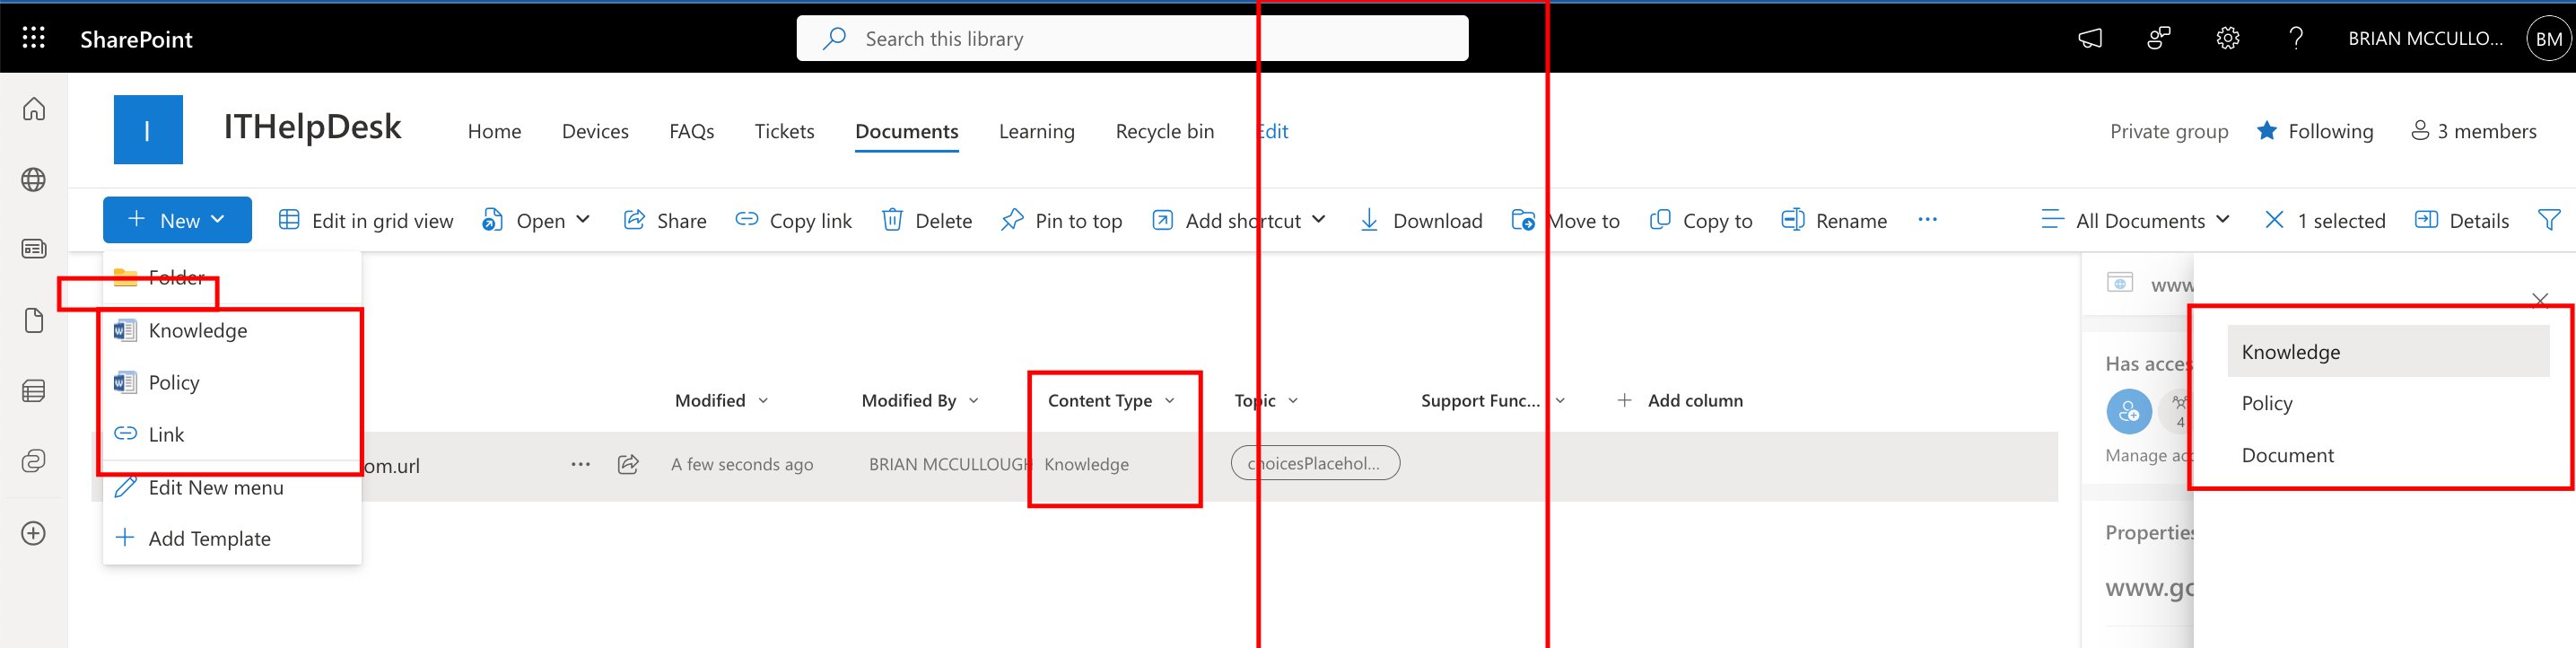 SharePoint
Search this library
BRIAN MCCULLO...
BM
I
ITHelpDesk
Home
Devices
FAQs
Tickets
Documents
Learning
Recycle bin
Edit
Private group
Following
3 members
New
Edit in grid view
Open
Share
Copy link
Delete
Pin to top
Add shortcut
Download
Move to
Copy to
Rename
...
All Documents
1 selected
Details
Folder
Knowledge
Policy
Link
Edit New menu
Add Template
Modified
Modified By
Content Type
Topic
Support Func...
Add column
om.url
...
A few seconds ago
BRIAN MCCULLOUGH
Knowledge
choicesPlacehol...
www
Has acces
4
Manage acc
Properties
www.go
Knowledge
Policy
Document